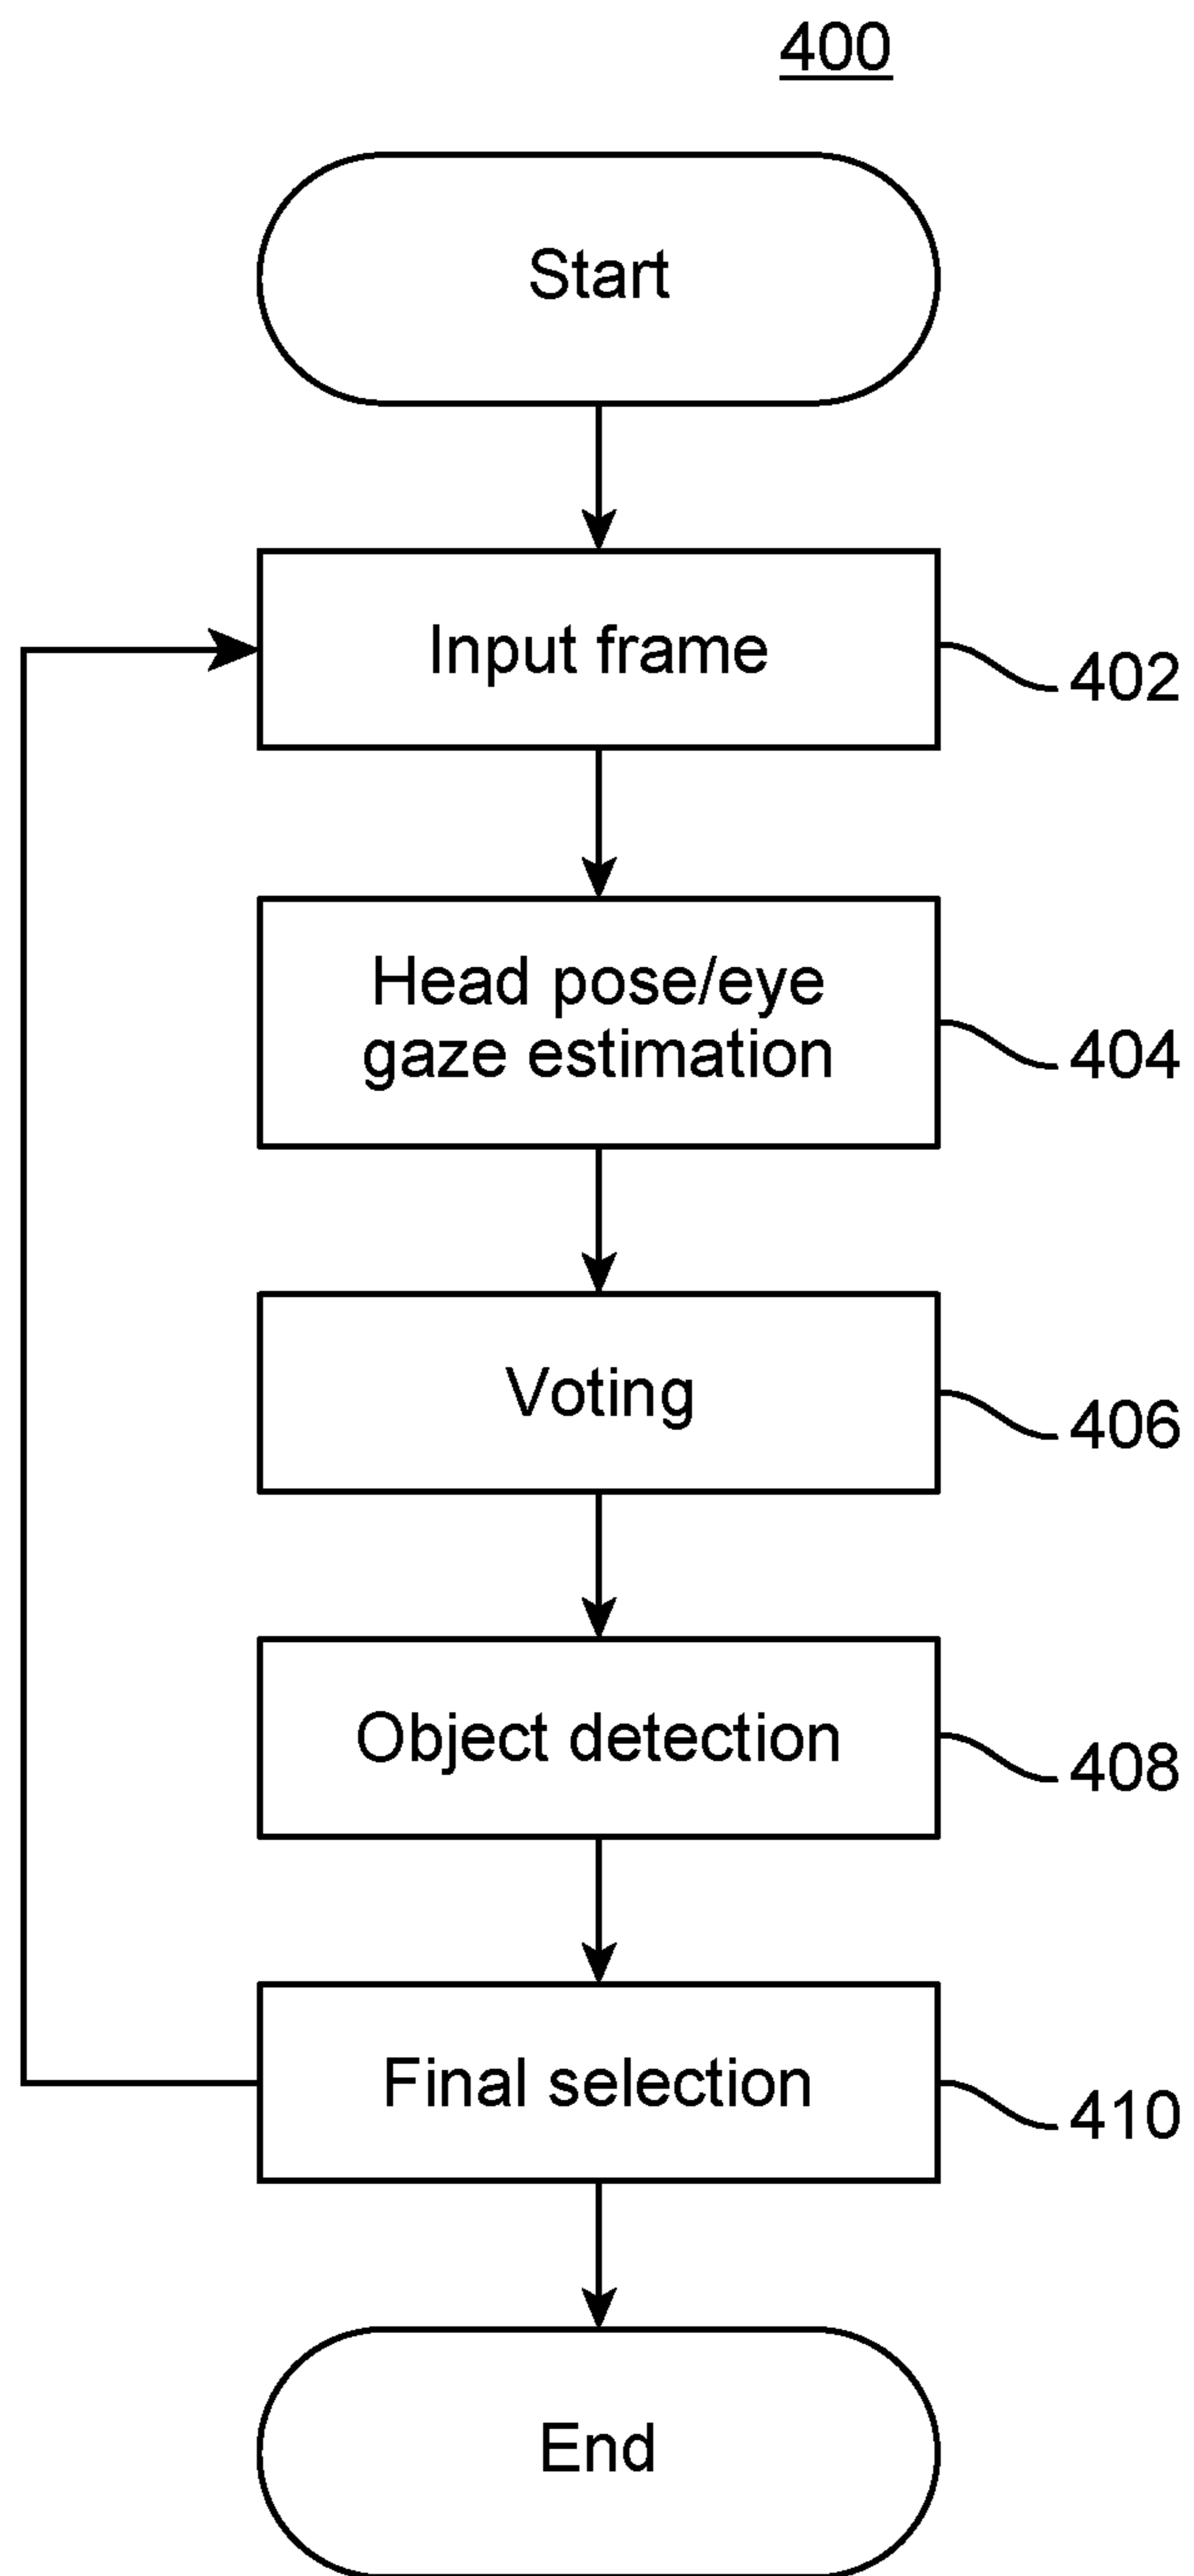 400
Start
Input frame
402
Head pose/eye
gaze estimation
404
Voting
406
Object detection
408
Final selection
410
End